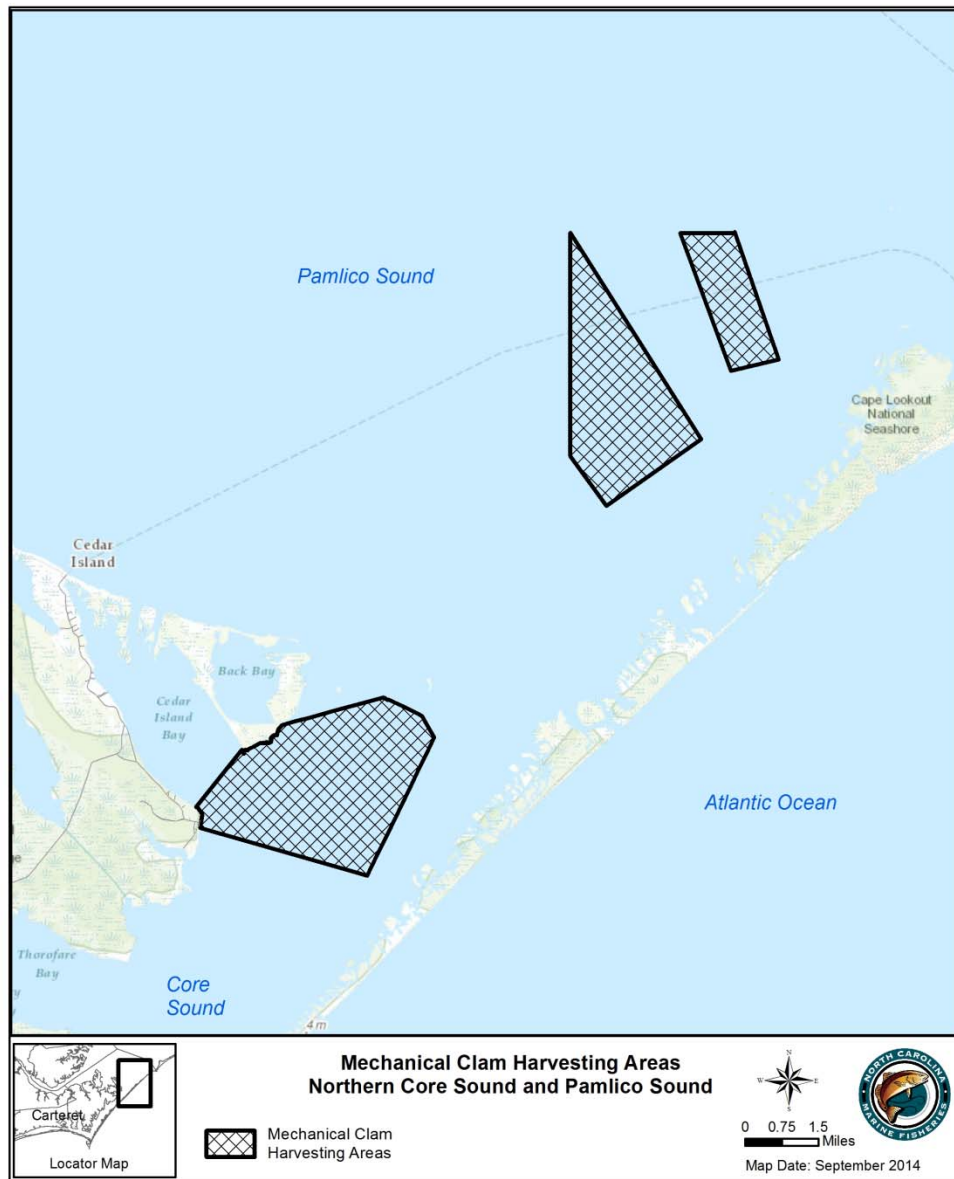 Pamlico Sound
Cape Lookout
National
Seashore
Cedar
Island
Back Bay
Cedar
Island
Bay
Atlantic Ocean
Thorofare
Bay
Core
Sound
4 m
Carteret
Locator Map
Mechanical Clam Harvesting Areas
Northern Core Sound and Pamlico Sound
Mechanical Clam
Harvesting Areas
N
W
E
S
0 0.75 1.5
Miles
Map Date: September 2014
NORTH CAROLINA
MARINE FISHERIES